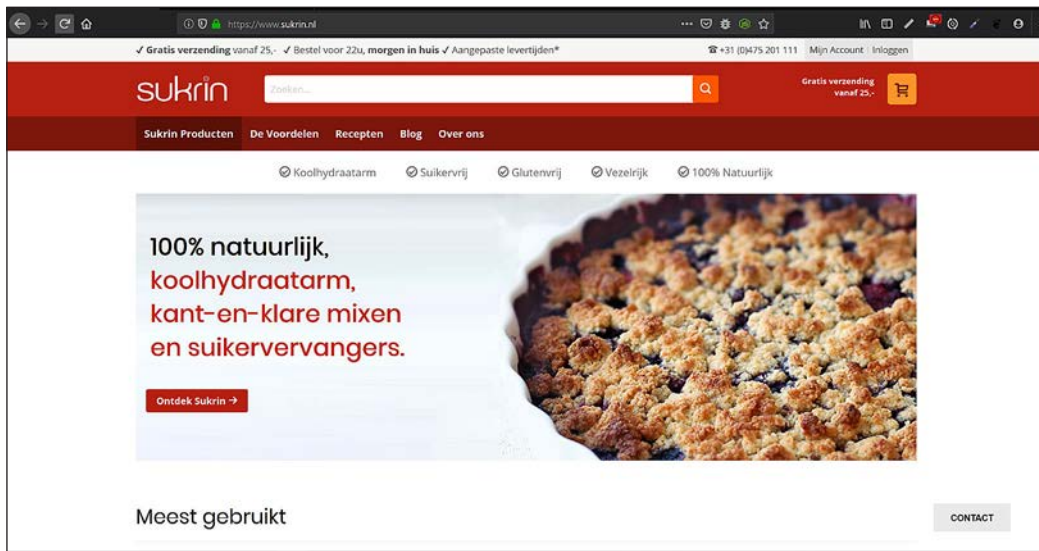 https://www.sukrin.nl
✓ Gratis verzending vanaf 25,- ✓ Bestel voor 22u, morgen in huis ✓ Aangepaste levertijden*
+31 (0)475 201 111 Mijn Account Inloggen
sukrin
Zoeken...
Gratis verzending
vanaf 25,-
Sukrin Producten De Voordelen Recepten Blog Over ons
Koolhydraatarm Suikervrij Glutenvrij Vezelrijk 100% Natuurlijk
100% natuurlijk,
koolhydraatarm,
kant-en-klare mixen
en suikervervangers.
Ontdek Sukrin →
Meest gebruikt
CONTACT